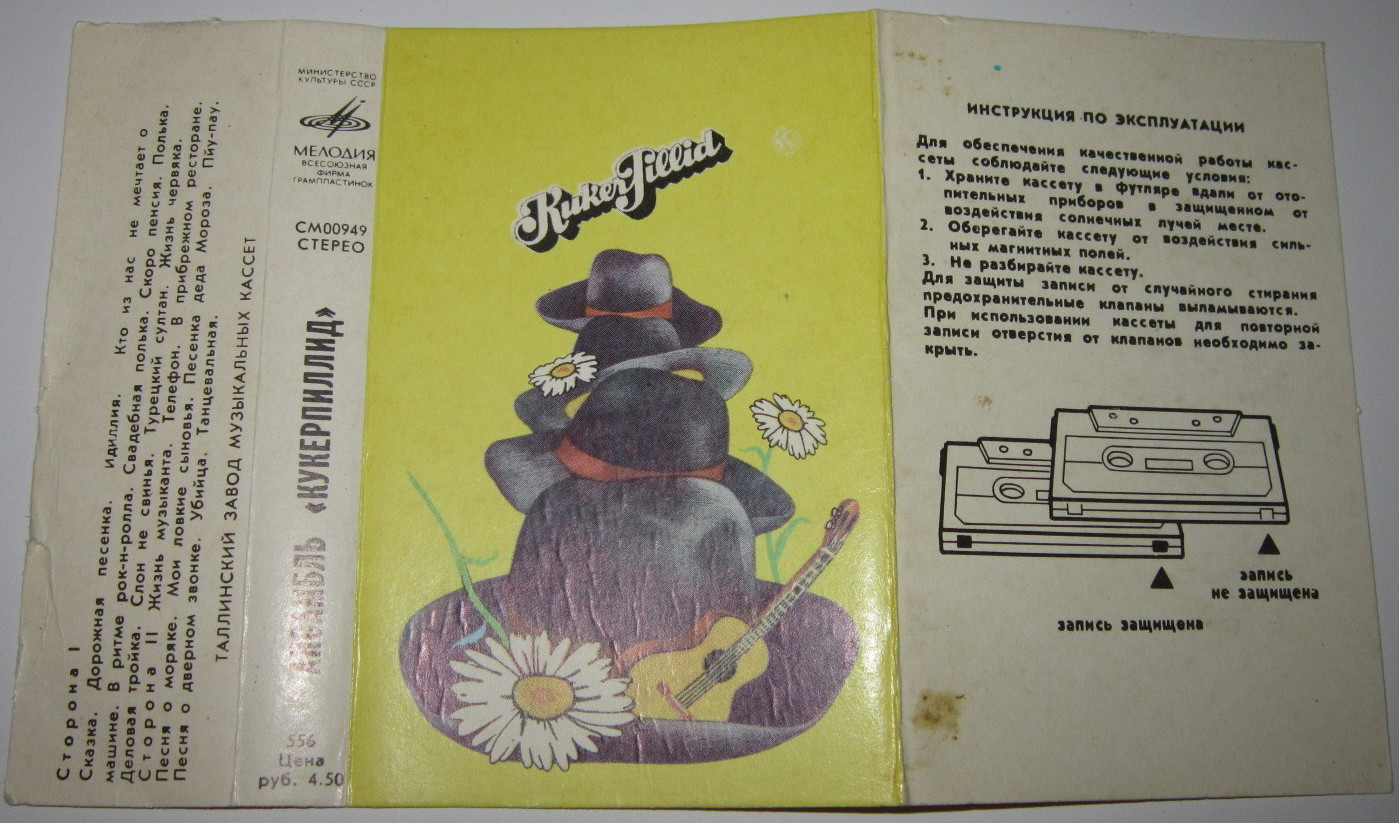 Сторона I
Сказка. Дорожная песенка. Идиллия. Кто из нас не мечтает о
машине. В ритме рок-н-ролла. Свадебная полька. Скоро пенсия. Полька.
Деловая тройка. Слон не свинья. Турецкий султан. Жизнь червяка.
Сторона II
Песня о моряке. Жизнь музыканта. Телефон. В прибрежном ресторане.
Песня о дверном звонке. Мои ловкие сыновья. Песенка деда Мороза. Пиу-пау.
Убийца. Танцевальная.
ТАЛЛИНСКИЙ ЗАВОД МУЗЫКАЛЬНЫХ КАССЕТ
МИНИСТЕРСТВО
КУЛЬТУРЫ СССР
МЕЛОДИЯ
ВСЕСОЮЗНАЯ
ФИРМА
ГРАМПЛАСТИНОК
СМ00949
СТЕРЕО
АНСАМБЛЬ «КУКЕРПИЛЛИД»
556
Цена
руб. 4.50
KukerPillid
ИНСТРУКЦИЯ ПО ЭКСПЛУАТАЦИИ
Для обеспечения качественной работы кас-
сеты соблюдайте следующие условия:
1. Храните кассету в футляре вдали от ото-
пительных приборов в защищенном от
воздействия солнечных лучей месте.
2. Оберегайте кассету от воздействия силь-
ных магнитных полей.
3. Не разбирайте кассету.
Для защиты записи от случайного стирания
предохранительные клапаны выламываются.
При использовании кассеты для повторной
записи отверстия от клапанов необходимо за-
крыть.
запись
не защищена
запись защищена